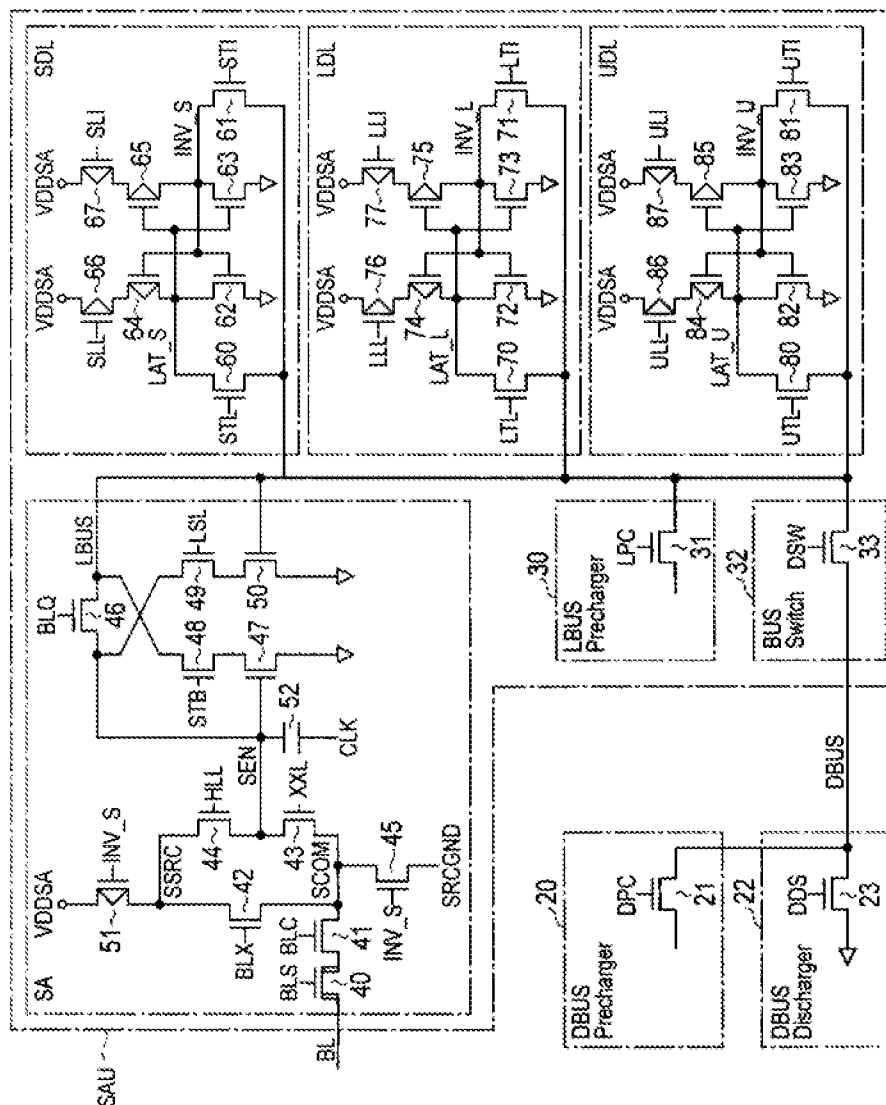 SAU
SA
VDDSA
51
INV_S
SSRC
BLX
42
44
HLL
BLS
BLC
40
41
BL
SCOM
43
XXL
INV_S
45
SRCGND
SEN
52
CLK
BLQ
46
LBUS
STB
48
47
49
LSL
50
SDL
VDDSA
VDDSA
SLL
66
67
SLI
64
65
LAT_S
INV_S
STL
60
62
63
61
STI
LDL
VDDSA
VDDSA
LLL
76
77
LLI
74
75
LAT_L
INV_L
LTL
70
72
73
71
LTI
UDL
VDDSA
VDDSA
ULL
86
87
ULI
84
85
LAT_U
INV_U
UTL
80
82
83
81
UTI
30
LBUS
Precharger
LPC
31
32
BUS
Switch
DSW
33
DBUS
20
DBUS
Precharger
DPC
21
22
DBUS
Discharger
DDS
23